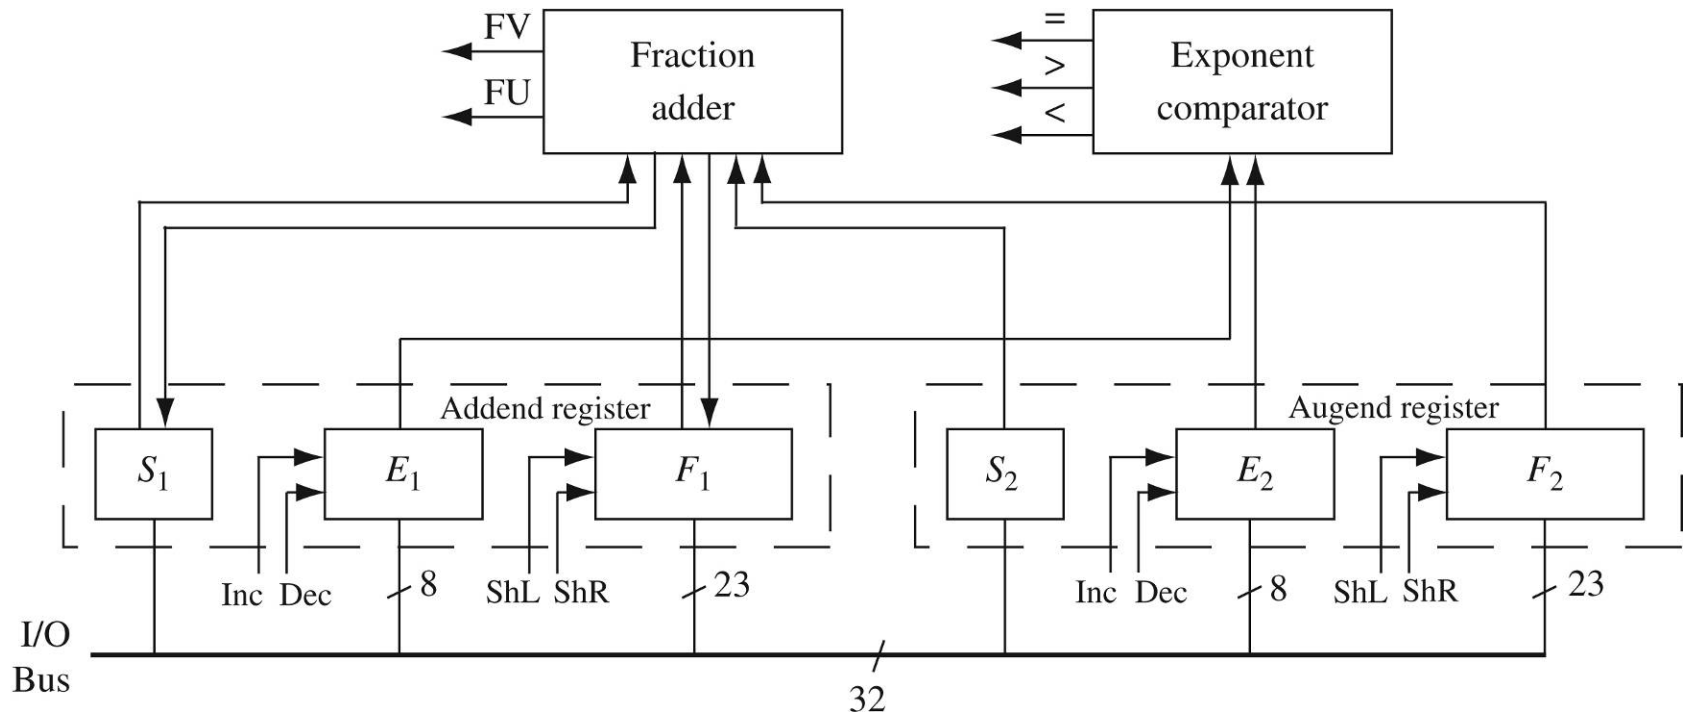 FV
FU
Fraction
adder
=
>
<
Exponent
comparator
Addend register
Augend register
S1
E1
F1
S2
E2
F2
Inc Dec
8
ShL ShR
23
Inc Dec
8
ShL ShR
23
I/O
Bus
32